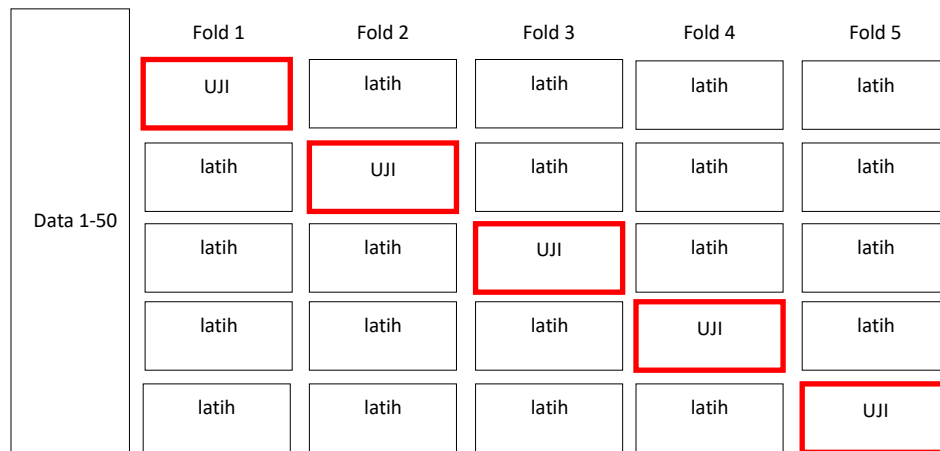 Fold 1 Fold 2 Fold 3 Fold 4 Fold 5
UJI latih latih latih latih
latih UJI latih latih latih
Data 1-50
latih latih UJI latih latih
latih latih latih UJI latih
latih latih latih latih UJI